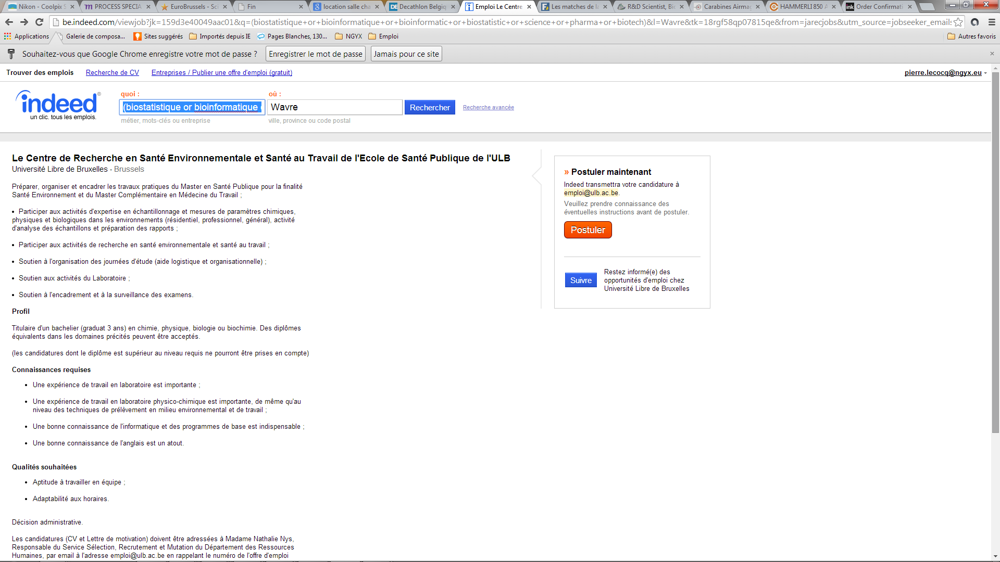 Nikon - Coolpix S
PROCESS SPECIA
EuroBrussels - Sci
Fin
location salle cha
Decathlon Belgiq
Emploi Le Centre
Les matches de la
R&D Scientist, Bio
Carabines Airmag
HAMMERLI 850 A
Order Confirmati
be.indeed.com/viewjob?jk=159d3e40049aac01&q=(biostatistique+or+bioinformatique+or+bioinformatic+or+biostatistic+or+science+or+pharma+or+biotech)&l=Wavre&tk=18rgf58qp07815qe&from=jarecjobs&utm_source=jobseeker_emails
Applications
Galerie de composa...
Sites suggérés
Importés depuis IE
Pages Blanches, 130...
NGYX
Emploi
Autres favoris
Souhaitez-vous que Google Chrome enregistre votre mot de passe ?
Enregistrer le mot de passe
Jamais pour ce site
Trouver des emplois
Recherche de CV
Entreprises / Publier une offre d'emploi (gratuit)
pierre.lecocq@ngyx.eu
indeed®
un clic. tous les emplois.
quoi :
où :
(biostatistique or bioinformatique
Wavre
Rechercher
Recherche avancée
métier, mots-clés ou entreprise
ville, province ou code postal
Le Centre de Recherche en Santé Environnementale et Santé au Travail de l'Ecole de Santé Publique de l'ULB
Université Libre de Bruxelles - Brussels
Préparer, organiser et encadrer les travaux pratiques du Master en Santé Publique pour la finalité
Santé Environnement et du Master Complémentaire en Médecine du Travail ;
• Participer aux activités d'expertise en échantillonnage et mesures de paramètres chimiques,
physiques et biologiques dans les environnements (résidentiel, professionnel, général), activité
d'analyse des échantillons et préparation des rapports ;
• Participer aux activités de recherche en santé environnementale et santé au travail ;
• Soutien à l'organisation des journées d'étude (aide logistique et organisationnelle) ;
• Soutien aux activités du Laboratoire ;
• Soutien à l'encadrement et à la surveillance des examens.
Profil
Titulaire d'un bachelier (graduat 3 ans) en chimie, physique, biologie ou biochimie. Des diplômes
équivalents dans les domaines précités peuvent être acceptés.
(les candidatures dont le diplôme est supérieur au niveau requis ne pourront être prises en compte)
Connaissances requises
• Une expérience de travail en laboratoire est importante ;
• Une expérience de travail en laboratoire physico-chimique est importante, de même qu'au
niveau des techniques de prélèvement en milieu environnemental et de travail ;
• Une bonne connaissance de l'informatique et des programmes de base est indispensable ;
• Une bonne connaissance de l'anglais est un atout.
Qualités souhaitées
• Aptitude à travailler en équipe ;
• Adaptabilité aux horaires.
Décision administrative.
Les candidatures (CV et Lettre de motivation) doivent être adressées à Madame Nathalie Nys,
Responsable du Service Sélection, Recrutement et Mutation du Département des Ressources
Humaines, par email à l'adresse emploi@ulb.ac.be en rappelant le numéro de l'offre d'emploi
» Postuler maintenant
Indeed transmettra votre candidature à
emploi@ulb.ac.be.
Veuillez prendre connaissance des
éventuelles instructions avant de postuler.
Postuler
Suivre
Restez informé(e) des
opportunités d'emploi chez
Université Libre de Bruxelles